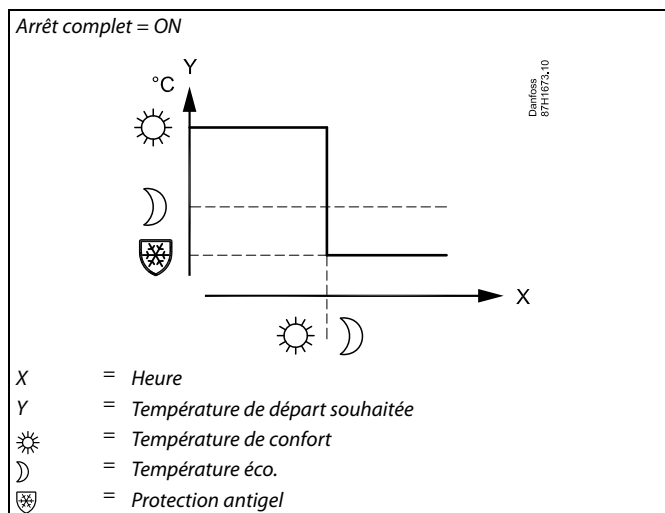 Arrêt complet = ON
Y
°C
Danfoss
87H1673.10
X
X = Heure
Y = Température de départ souhaitée
= Température de confort
= Température éco.
= Protection antigel